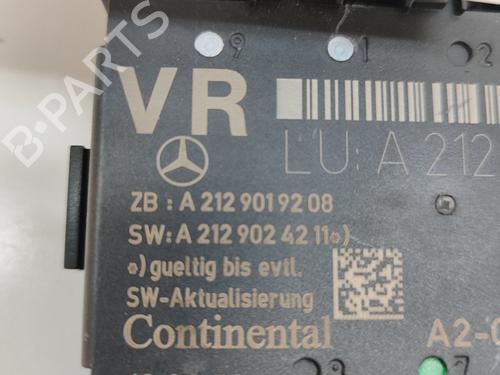 9 1 2
VR
LU: A 212
ZB : A 212 901 92 08
SW: A 212 902 42 11 *)
*) gueltig bis evtl.
SW-Aktualisierung
Continental
A2-
8 7
B-PARTS